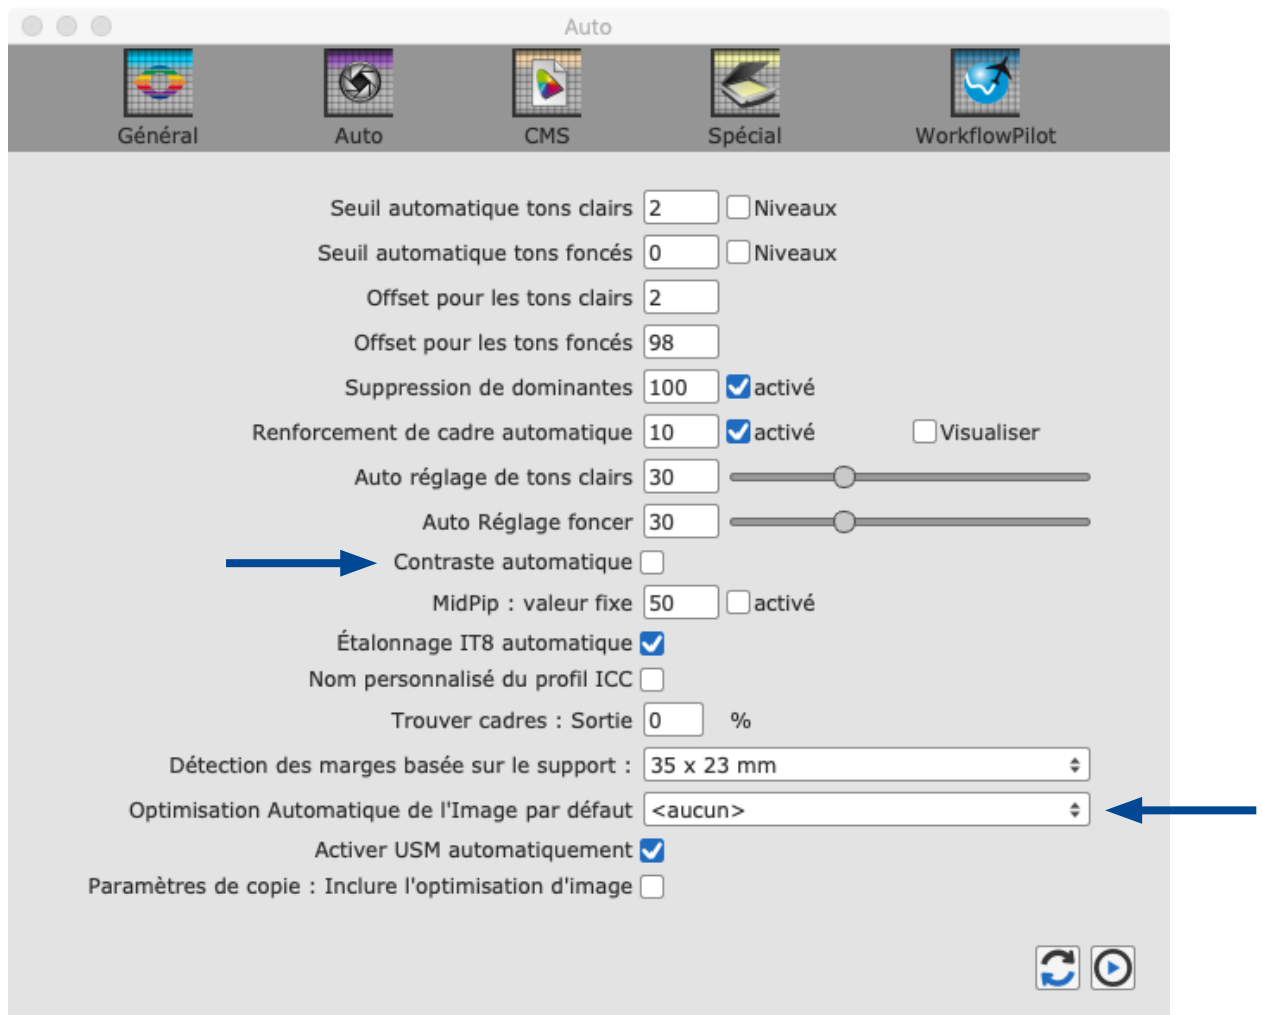 Auto
Général Auto CMS Spécial WorkflowPilot
Seuil automatique tons clairs 2 Niveaux
Seuil automatique tons foncés 0 Niveaux
Offset pour les tons clairs 2
Offset pour les tons foncés 98
Suppression de dominantes 100 activé
Renforcement de cadre automatique 10 activé Visualiser
Auto réglage de tons clairs 30
Auto Réglage foncer 30
Contraste automatique
MidPip : valeur fixe 50 activé
Étalonnage IT8 automatique
Nom personnalisé du profil ICC
Trouver cadres : Sortie 0 %
Détection des marges basée sur le support : 35 x 23 mm
Optimisation Automatique de l'Image par défaut <aucun>
Activer USM automatiquement
Paramètres de copie : Inclure l'optimisation d'image